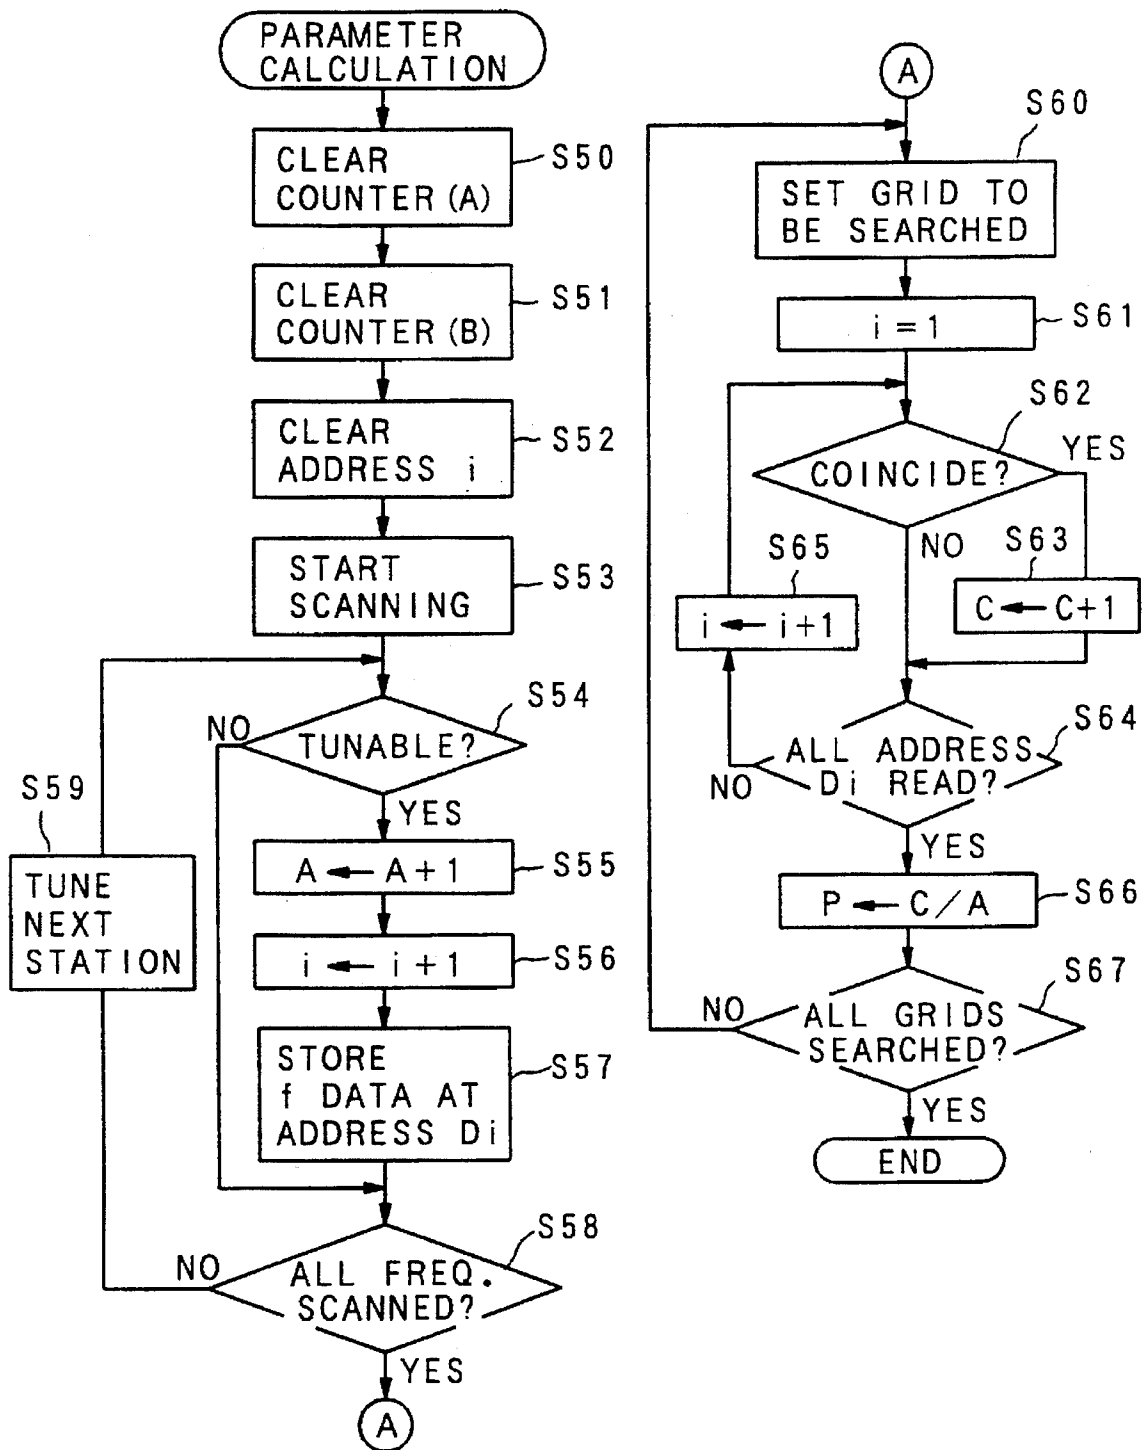 PARAMETER
CALCULATION
CLEAR
COUNTER (A)
S50
CLEAR
COUNTER (B)
S51
CLEAR
ADDRESS i
S52
START
SCANNING
S53
S54
NO
TUNABLE?
YES
S59
TUNE
NEXT
STATION
A ← A+1
S55
i ← i+1
S56
STORE
f DATA AT
ADDRESS Di
S57
S58
NO
ALL FREQ.
SCANNED?
YES
A
A
S60
SET GRID TO
BE SEARCHED
i = 1
S61
S62
COINCIDE?
YES
NO
S63
C ← C+1
S65
i ← i+1
S64
ALL ADDRESS
Di READ?
NO
YES
P ← C/A
S66
S67
NO
ALL GRIDS
SEARCHED?
YES
END